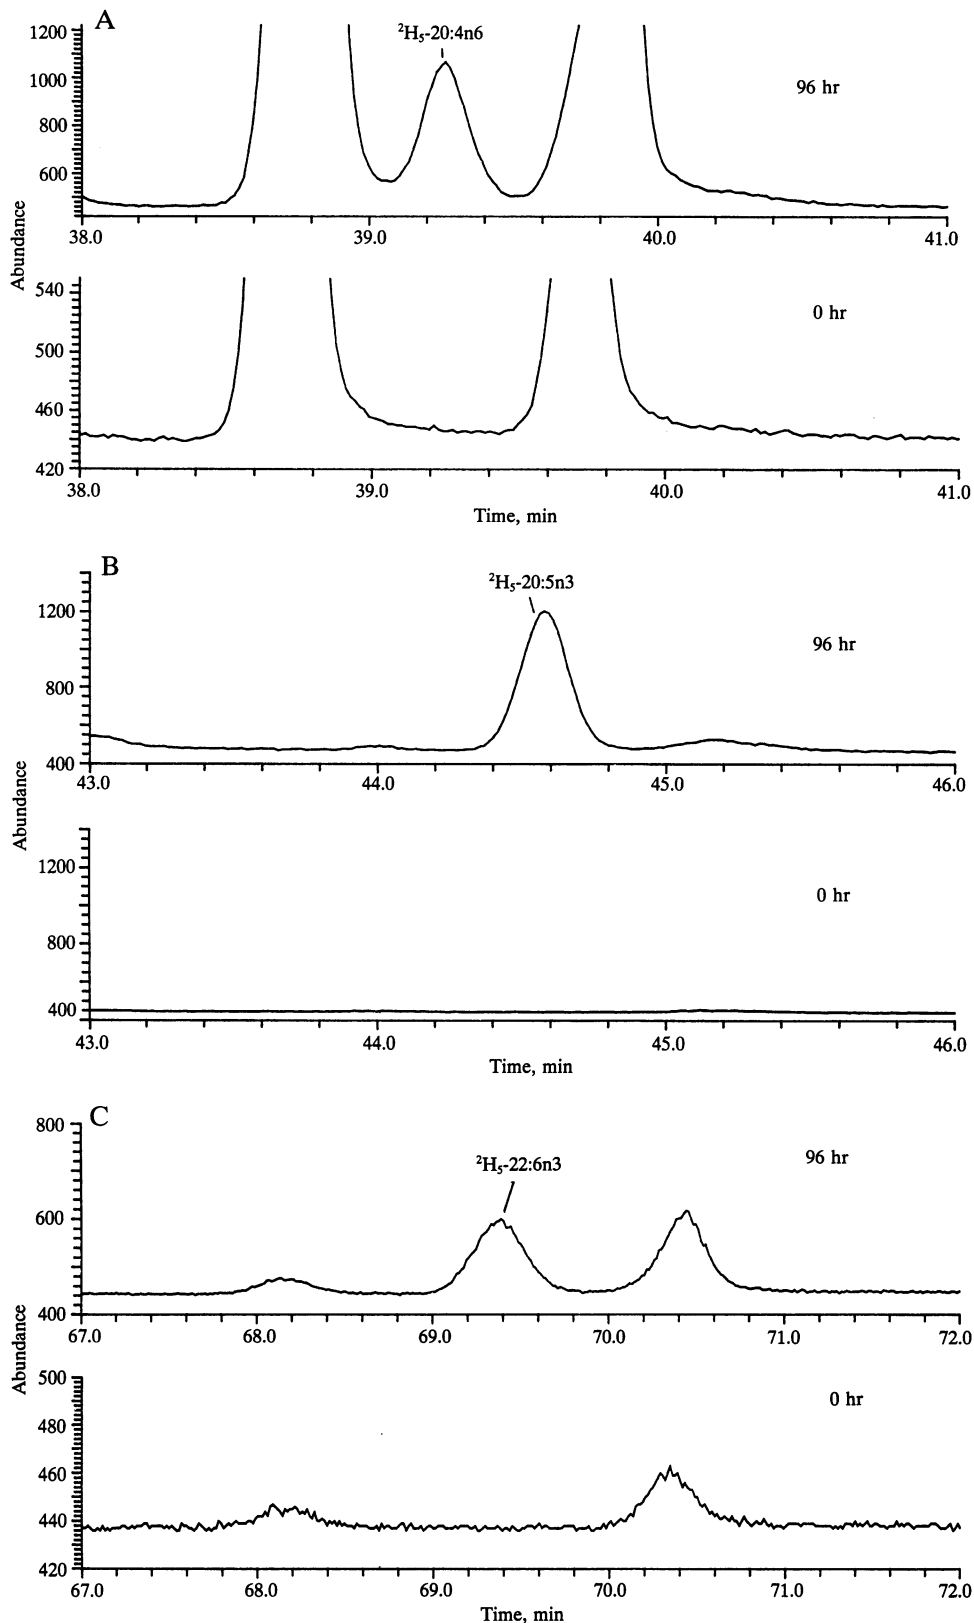 A
²H₅-20:4n6
1200
96 hr
1000
800
600
38.0 39.0 40.0 41.0
Abundance
540
0 hr
500
460
420
38.0 39.0 40.0 41.0
Time, min
B
²H₅-20:5n3
1200
96 hr
800
400
43.0 44.0 45.0 46.0
Abundance
1200
0 hr
800
400
43.0 44.0 45.0 46.0
Time, min
C
800
96 hr
²H₅-22:6n3
600
400
67.0 68.0 69.0 70.0 71.0 72.0
Abundance
500
0 hr
480
460
440
420
67.0 68.0 69.0 70.0 71.0 72.0
Time, min